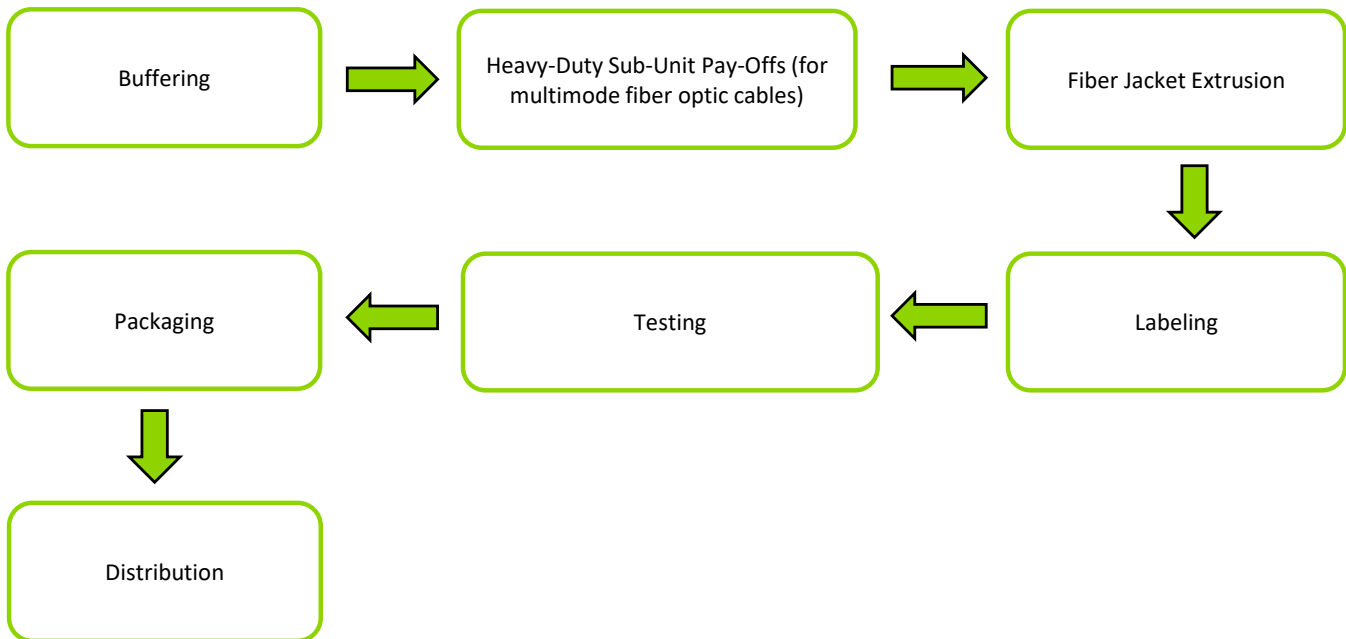 Buffering
Heavy-Duty Sub-Unit Pay-Offs (for
multimode fiber optic cables)
Fiber Jacket Extrusion
Labeling
Testing
Packaging
Distribution